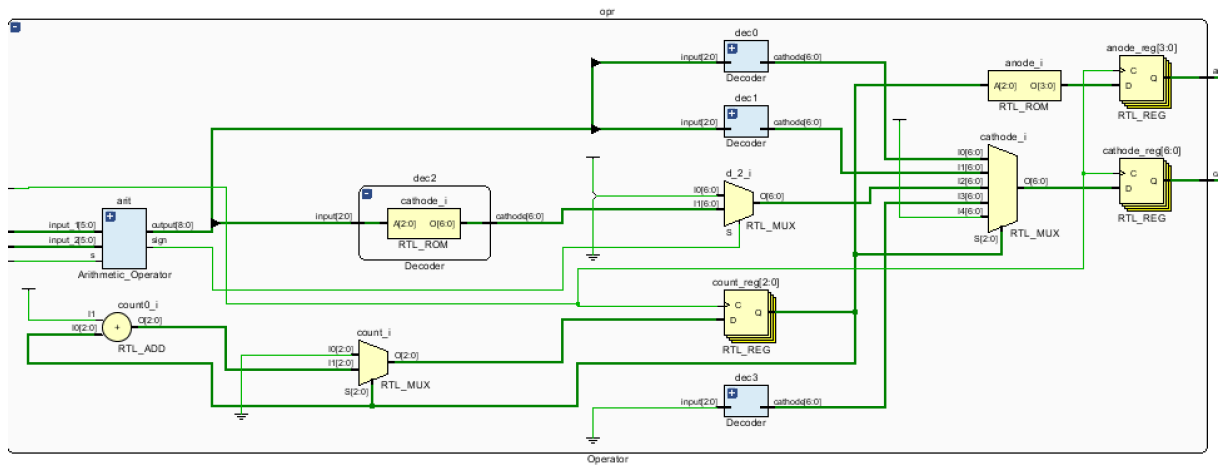 opr
dec0
input[2:0]
cathode[6:0]
Decoder
dec1
input[2:0]
cathode[6:0]
Decoder
anode_i
A[2:0]
O[3:0]
RTL_ROM
anode_reg[3:0]
C
D
Q
RTL_REG
cathode_i
I0[6:0]
I1[6:0]
I2[6:0]
I3[6:0]
I4[6:0]
O[6:0]
S[2:0]
RTL_MUX
cathode_reg[6:0]
C
D
Q
RTL_REG
dec2
cathode_i
input[2:0]
A[2:0]
O[6:0]
cathode[6:0]
RTL_ROM
Decoder
d_2_i
I0[6:0]
I1[6:0]
O[6:0]
S
RTL_MUX
arit
input_1[5:0]
input_2[5:0]
s
output[8:0]
sign
Arithmetic_Operator
count0_i
I1
I0[2:0]
+
O[2:0]
RTL_ADD
count_i
I0[2:0]
I1[2:0]
O[2:0]
S[2:0]
RTL_MUX
count_reg[2:0]
C
D
Q
RTL_REG
dec3
input[2:0]
cathode[6:0]
Decoder
Operator